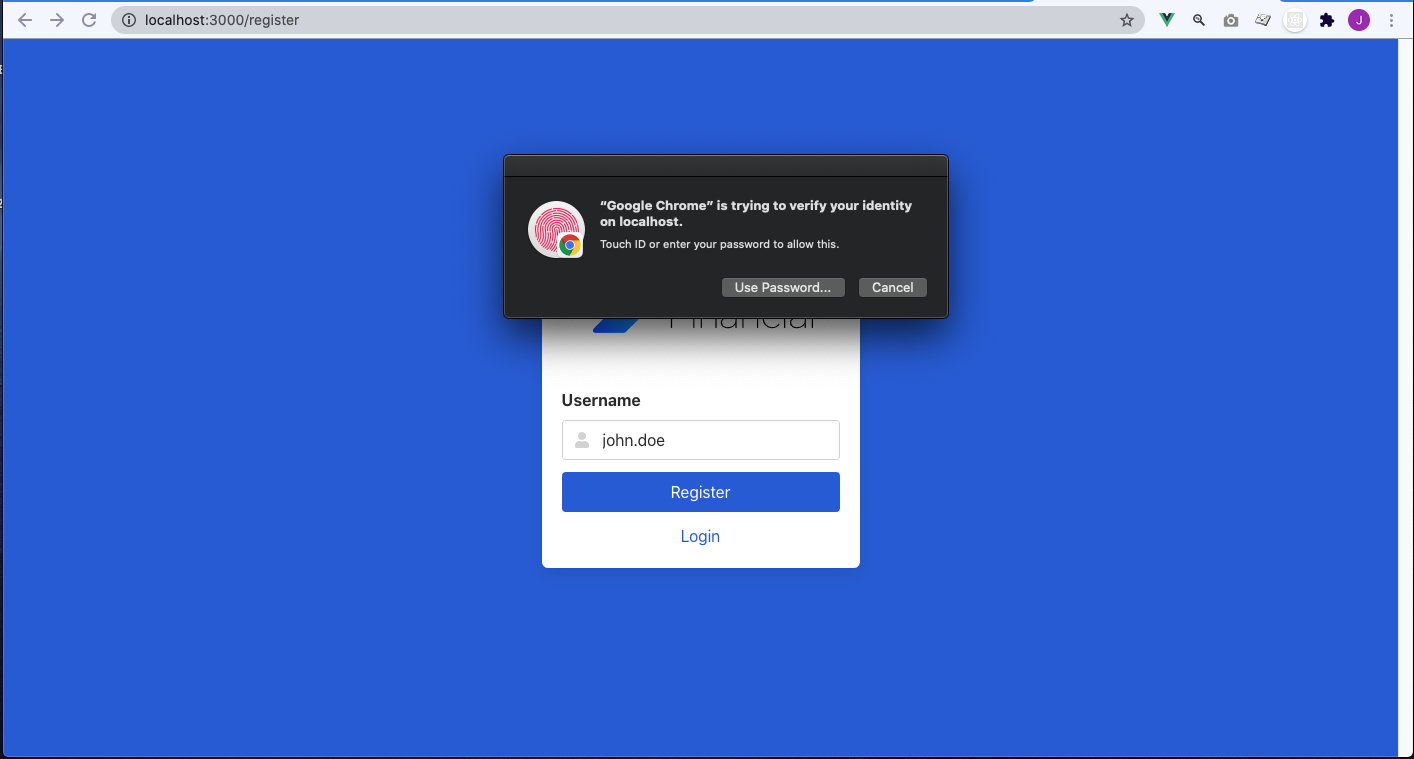 localhost:3000/register
J
“Google Chrome” is trying to verify your identity
on localhost.
Touch ID or enter your password to allow this.
Use Password...
Cancel
Financial
Username
john.doe
Register
Login